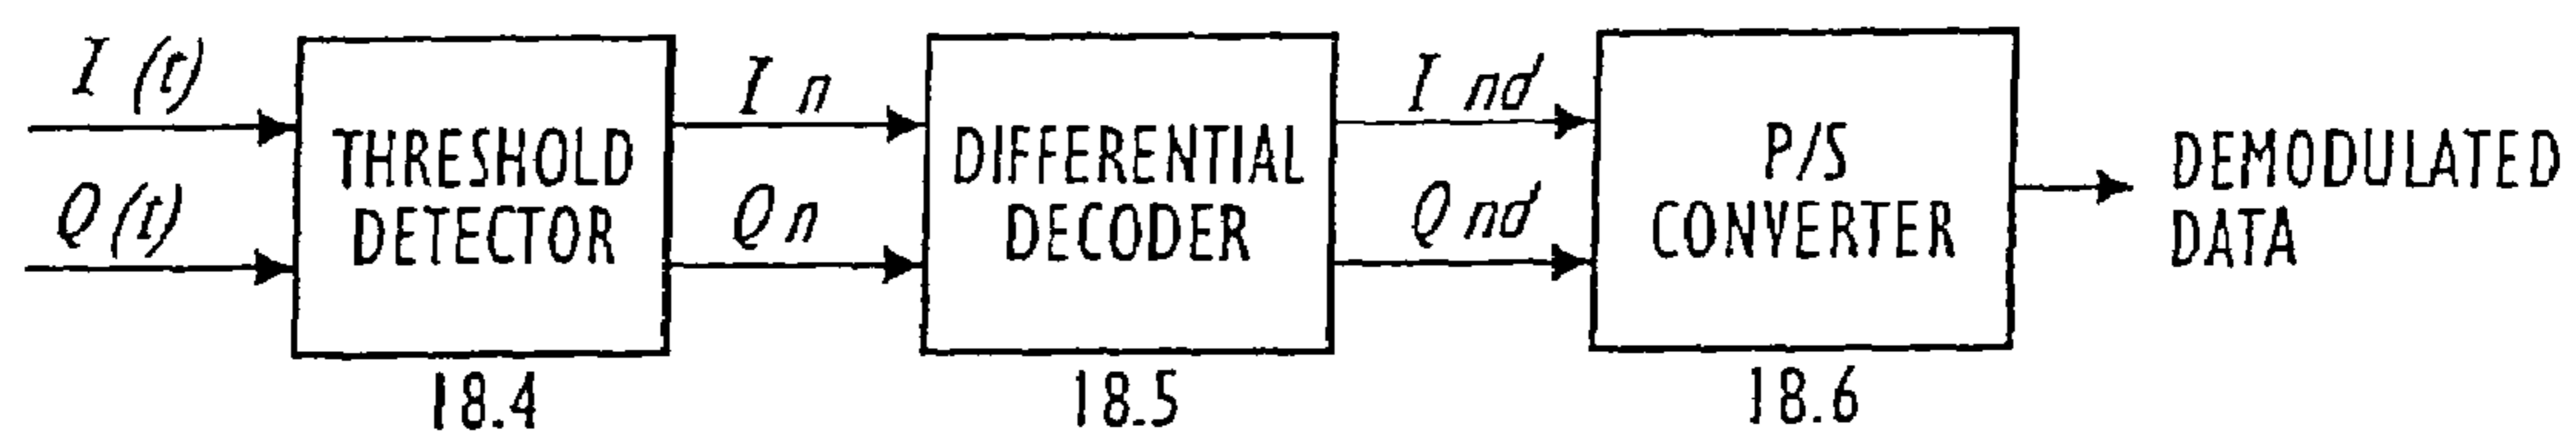 I (t)
Q (t)
THRESHOLD
DETECTOR
18.4
I n
Q n
DIFFERENTIAL
DECODER
18.5
I nd
Q nd
P/S
CONVERTER
18.6
DEMODULATED
DATA